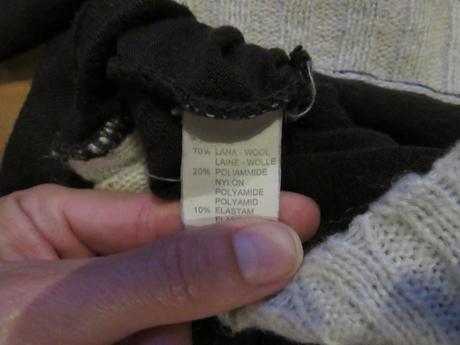 70% LANA - WOOL
LAINE - WOLLE
20% POLIAMMIDE
NYLON
POLYAMIDE
POLYAMID
10% ELASTAM